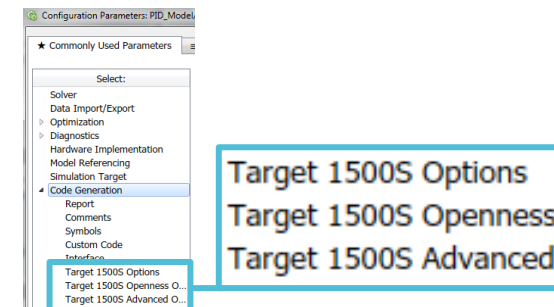 Configuration Parameters: PID_Model/
★ Commonly Used Parameters
Select:
Solver
Data Import/Export
Optimization
Diagnostics
Hardware Implementation
Model Referencing
Simulation Target
Code Generation
Report
Comments
Symbols
Custom Code
Interface
Target 1500S Options
Target 1500S Openness O...
Target 1500S Advanced O...
Target 1500S Options
Target 1500S Openness
Target 1500S Advanced